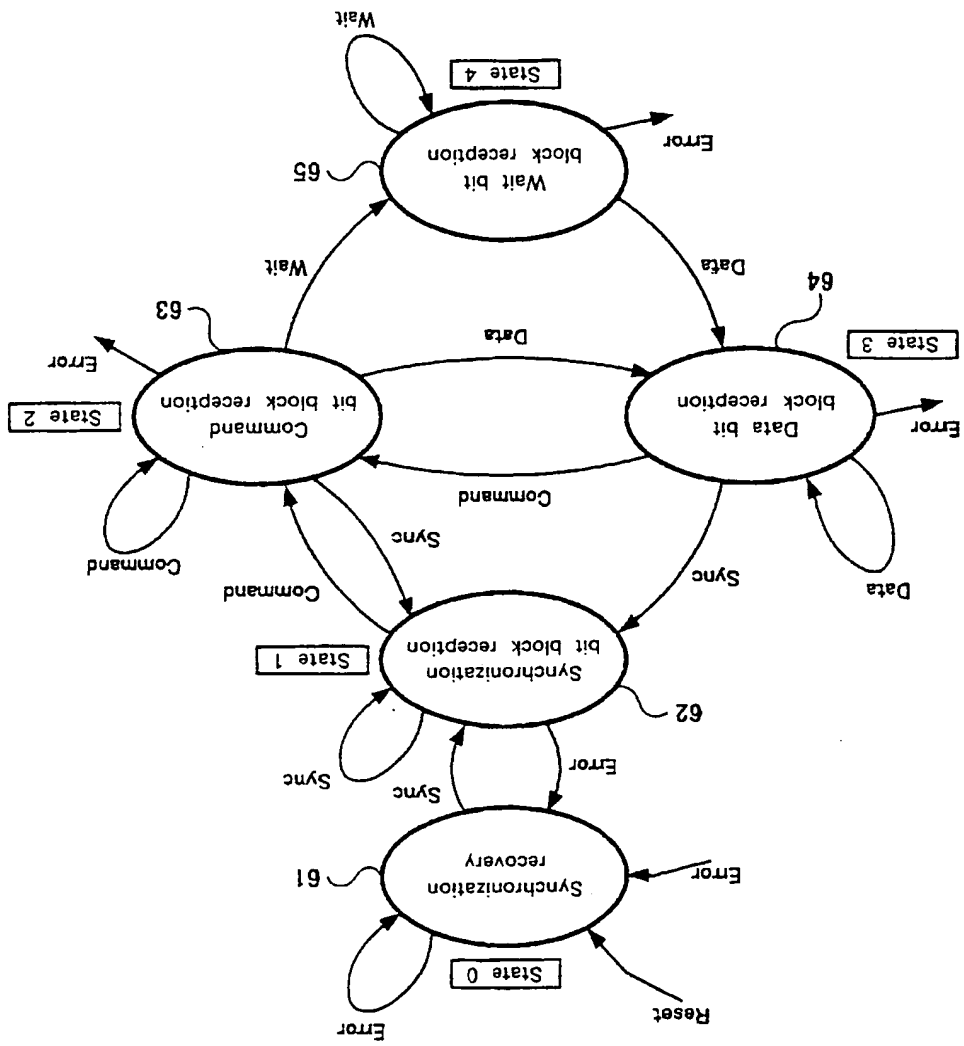 Reset
Error
State 0
Error
Synchronization
recovery
61
Sync
Error
Sync
62
Synchronization
bit block reception
State 1
Sync
Command
Sync
Command
Data
Error
Data bit
block reception
State 3
64
Command
Data
Command
bit block reception
State 2
Error
63
Data
Wait
Error
Wait bit
block reception
65
State 4
Wait